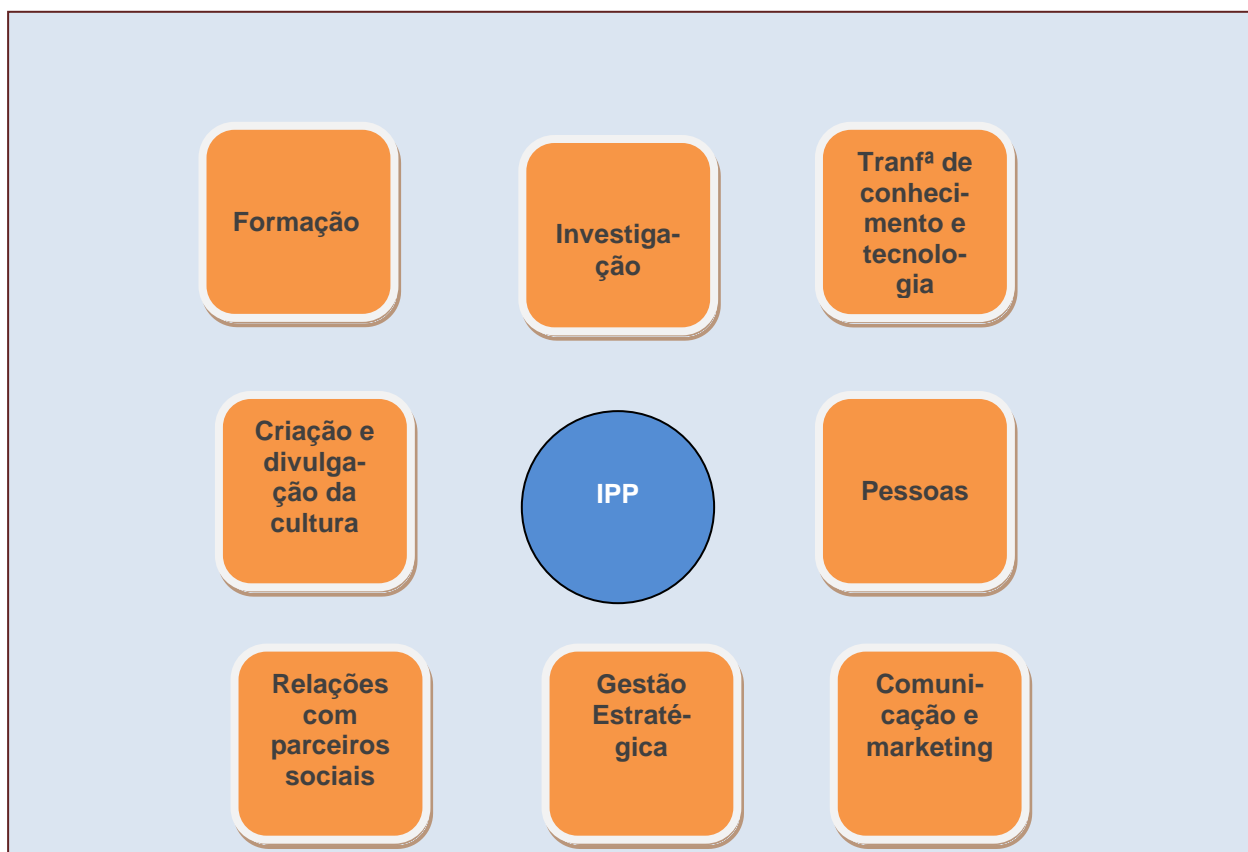 Formação
Investiga-
ção
Tranfª de
conheci-
mento e
tecnolo-
gia
Criação e
divulga-
ção da
cultura
IPP
Pessoas
Relações
com
parceiros
sociais
Gestão
Estraté-
gica
Comuni-
cação e
marketing